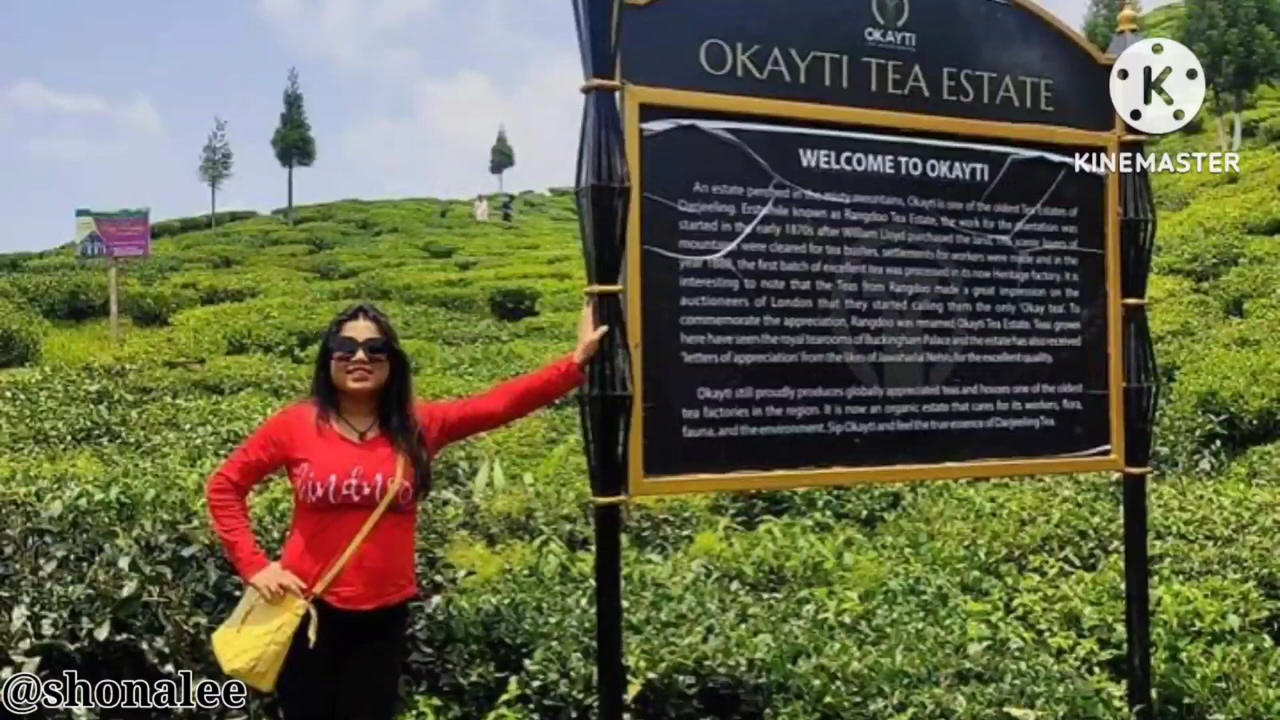 OKAYTI
OKAYTI TEA ESTATE
WELCOME TO OKAYTI
An estate perched in the misty mountains, Okayti is one of the oldest Tea Estates of
Darjeeling. Erstwhile known as Rangdoo Tea Estate, the work for the plantation was
started in the early 1870s after William Lloyd purchased the land. The scenic layers of
mountains were cleared for tea bushes, settlements for workers were made and in the
year the first batch of excellent tea was processed in its now Heritage factory. It is
interesting to note that the Teas from Rangdoo made a great impression on the
auctioneers of London that they started calling them the only 'Okay tea'. To
commemorate the appreciation, Rangdoo was renamed Okayti Tea Estate. Teas grown
here have seen the royal tearooms of Buckingham Palace and the estate has also received
'letters of appreciation' from the likes of Jawaharlal Nehru, for the excellent quality.
Okayti still proudly produces globally appreciated teas and houses one of the oldest
tea factories in the region. It is now an organic estate that cares for its workers, flora,
fauna, and the environment. Sip Okayti and feel the true essence of Darjeeling Tea.
K
KINEMASTER
@shonalee